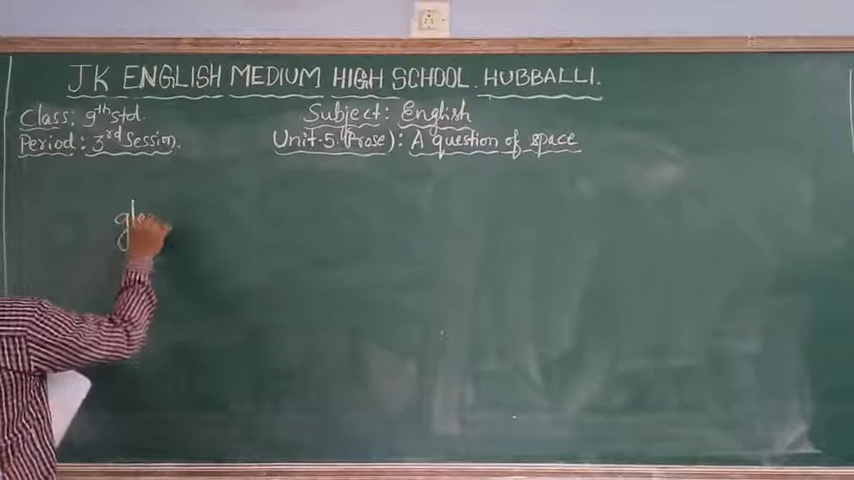 JK ENGLISH MEDIUM HIGH SCHOOL. HUBBALLI.
Class: 9th std. Subject: English
Period: 3rd Session. Unit-5 (Prose): A question of space